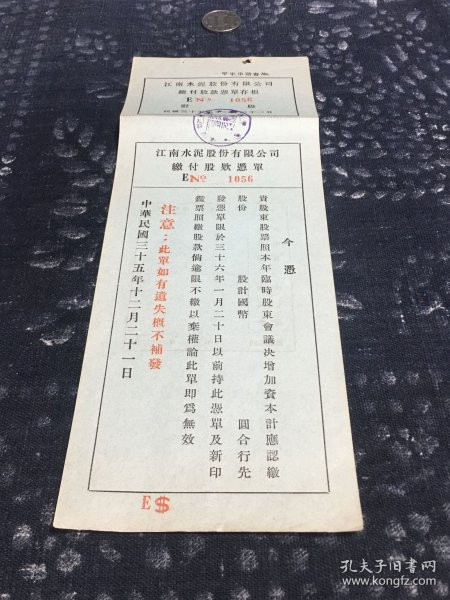 江南水泥股份有限公司
繳付股款憑單存根
E No 1056
江南水泥股份有限公司
繳付股欵憑單
E No 1056
今憑
貴股東股票照本年臨時股東會議決增加資本計應認繳
股份 股計國幣 圓合行先
發憑單限於三十六年一月二十日以前持此憑單及新印
鑑票照繳股款倘逾限不繳以棄權論此單即爲無效
注意:此單如有遺失概不補發
中華民國三十五年十二月二十一日
E$
孔夫子旧书网
www.kongfz.com